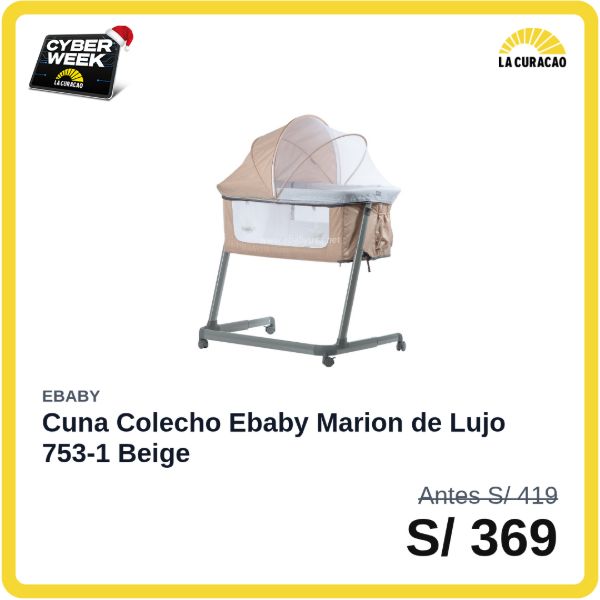 CYBER
WEEK
LA CURACAO
LA CURACAO
EBABY
Cuna Colecho Ebaby Marion de Lujo
753-1 Beige
Antes S/ 419
S/ 369